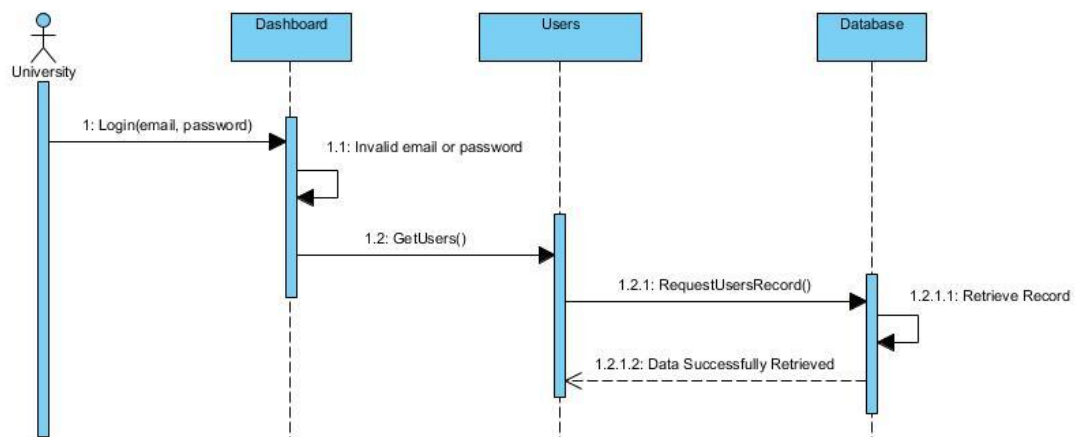 Dashboard
Users
Database
University
1: Login(email, password)
1.1: Invalid email or password
1.2: GetUsers()
1.2.1: RequestUsersRecord()
1.2.1.1: Retrieve Record
1.2.1.2: Data Successfully Retrieved